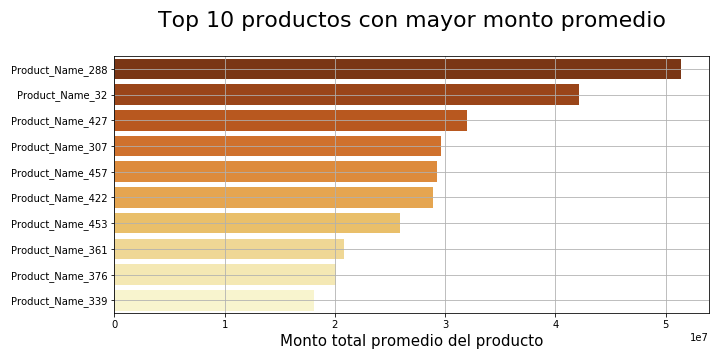 Top 10 productos con mayor monto promedio
Product_Name_288
Product_Name_32
Product_Name_427
Product_Name_307
Product_Name_457
Product_Name_422
Product_Name_453
Product_Name_361
Product_Name_376
Product_Name_339
0 1 2 3 4 5
1e7
Monto total promedio del producto